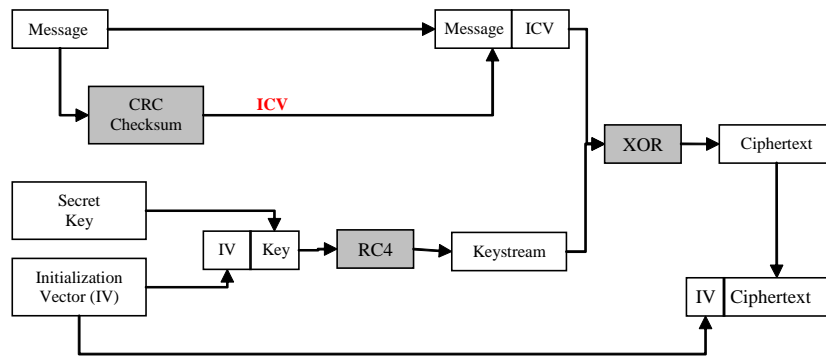 Message
Message ICV
CRC
Checksum
ICV
XOR
Ciphertext
Secret
Key
IV Key
RC4
Keystream
Initialization
Vector (IV)
IV Ciphertext